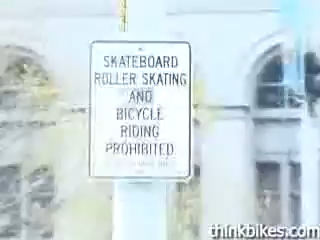 SKATEBOARD
ROLLER SKATING
AND
BICYCLE
RIDING
PROHIBITED
thinkbikes.com